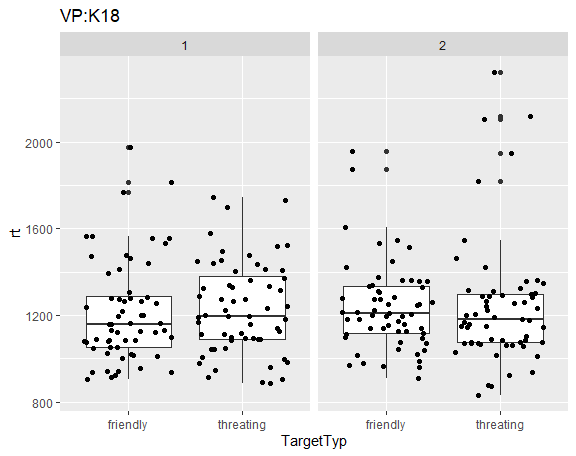 VP:K18
1 2
rt
2000
1600
1200
800
friendly threating friendly threating
TargetTyp